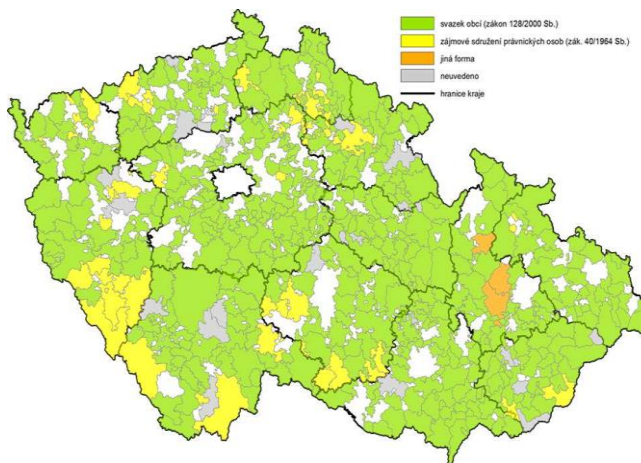 svazek obcí (zákon 128/2000 Sb.)
zájmové sdružení právnických osob (zák. 40/1964 Sb.)
jiná forma
neuvedeno
hranice kraje